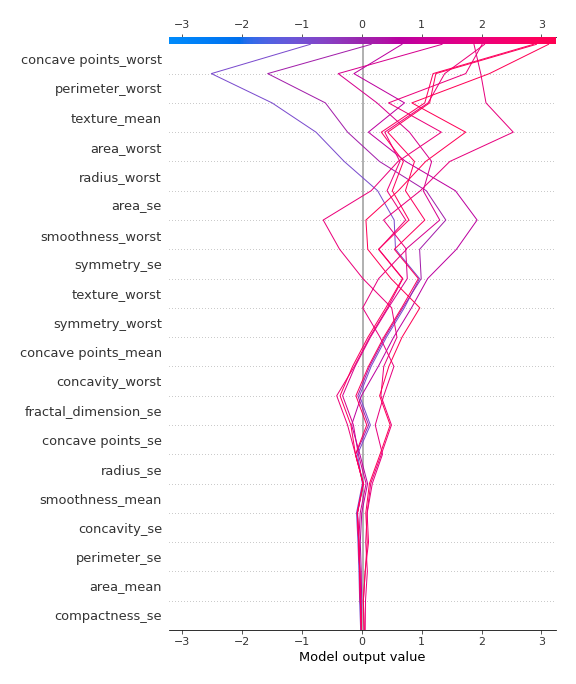 −3 −2 −1 0 1 2 3
concave points_worst
perimeter_worst
texture_mean
area_worst
radius_worst
area_se
smoothness_worst
symmetry_se
texture_worst
symmetry_worst
concave points_mean
concavity_worst
fractal_dimension_se
concave points_se
radius_se
smoothness_mean
concavity_se
perimeter_se
area_mean
compactness_se
−3 −2 −1 0 1 2 3
Model output value